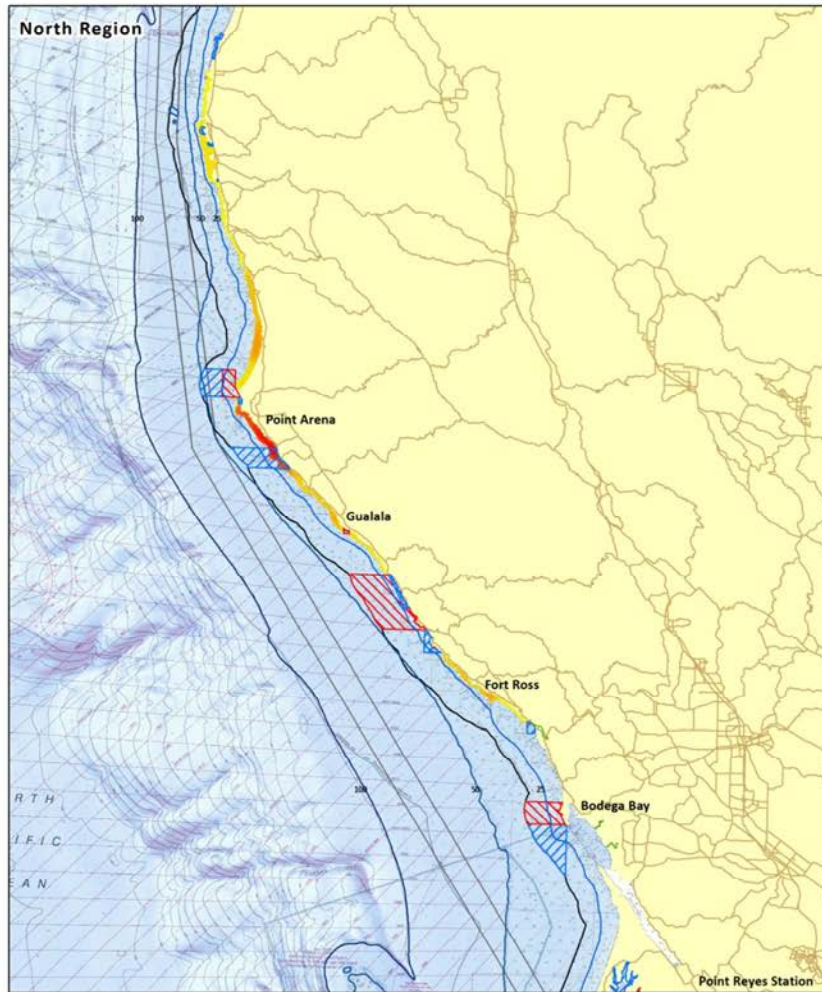 North Region
100
50
25
Point Arena
Gualala
Fort Ross
100
50
25
Bodega Bay
RTH
IFIC
EAN
Point Reyes Station